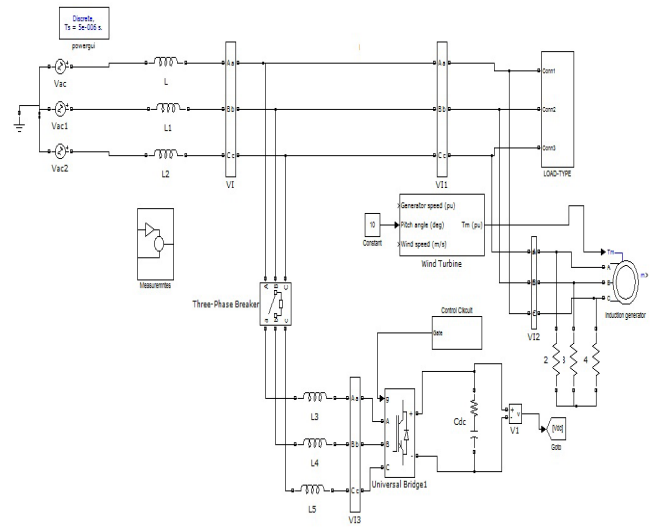 Discrete,
Ts = 5e-006 s.
powergui
Vac
Vac1
Vac2
L
L1
L2
A a
B b
C c
VI
A a
B b
C c
VI1
Conn1
Conn2
Conn3
LOAD-TYPE
Measuremntes
10
Constant
Generator speed (pu)
Pitch angle (deg)
Wind speed (m/s)
Tm (pu)
Wind Turbine
VI2
Tm
A
B
C
Induction generator
2
3
4
Three-Phase Breaker
A
B
C
Control Circuit
Gate
L3
L4
L5
A a
B b
C c
VI3
g
A
B
C
+
-
Universal Bridge1
Cdc
+
-
v
V1
[Vdc]
Goto